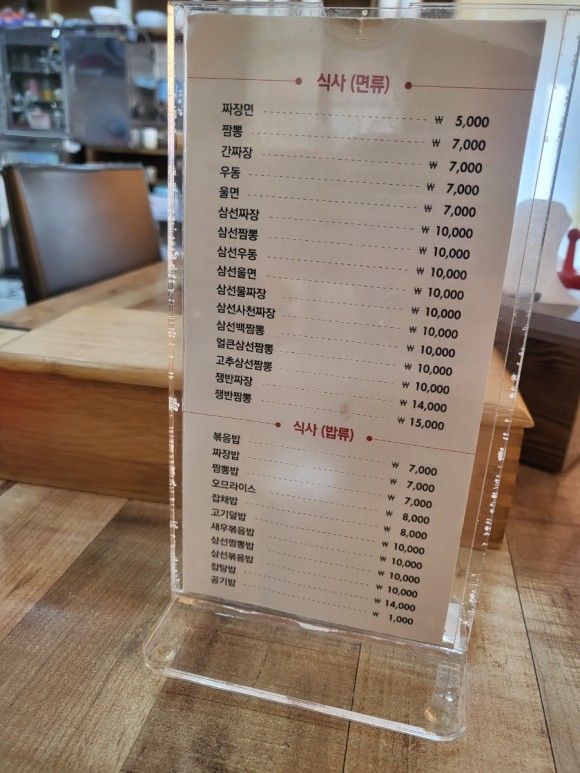 식사 (면류)
짜장면 ₩ 5,000
짬뽕 ₩ 7,000
간짜장 ₩ 7,000
우동 ₩ 7,000
울면 ₩ 7,000
삼선짜장 ₩ 10,000
삼선짬뽕 ₩ 10,000
삼선우동 ₩ 10,000
삼선울면 ₩ 10,000
삼선물짜장 ₩ 10,000
삼선사천짜장 ₩ 10,000
삼선백짬뽕 ₩ 10,000
얼큰삼선짬뽕 ₩ 10,000
고추삼선짬뽕 ₩ 10,000
쟁반짜장 ₩ 14,000
쟁반짬뽕 ₩ 15,000
식사 (밥류)
볶음밥 ₩ 7,000
짜장밥 ₩ 7,000
짬뽕밥 ₩ 7,000
오므라이스 ₩ 8,000
잡채밥 ₩ 8,000
고기덮밥 ₩ 10,000
새우볶음밥 ₩ 10,000
삼선짬뽕밥 ₩ 10,000
삼선볶음밥 ₩ 10,000
잡탕밥 ₩ 14,000
공기밥 ₩ 1,000